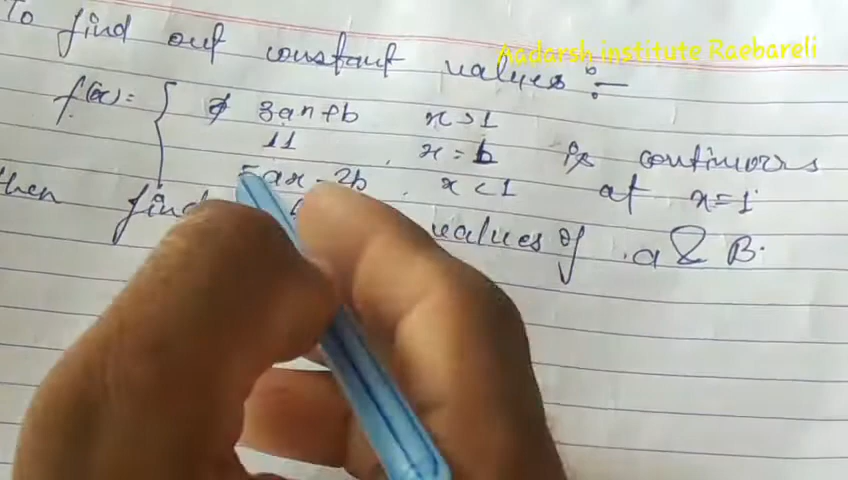 To find out constant values :-
Aadarsh institute Raebareli
f(x) = { 3ax+b x>1
11 , x = 1 is continuors
5ax - 2b , x < 1 at x=1
then find values of a & B.